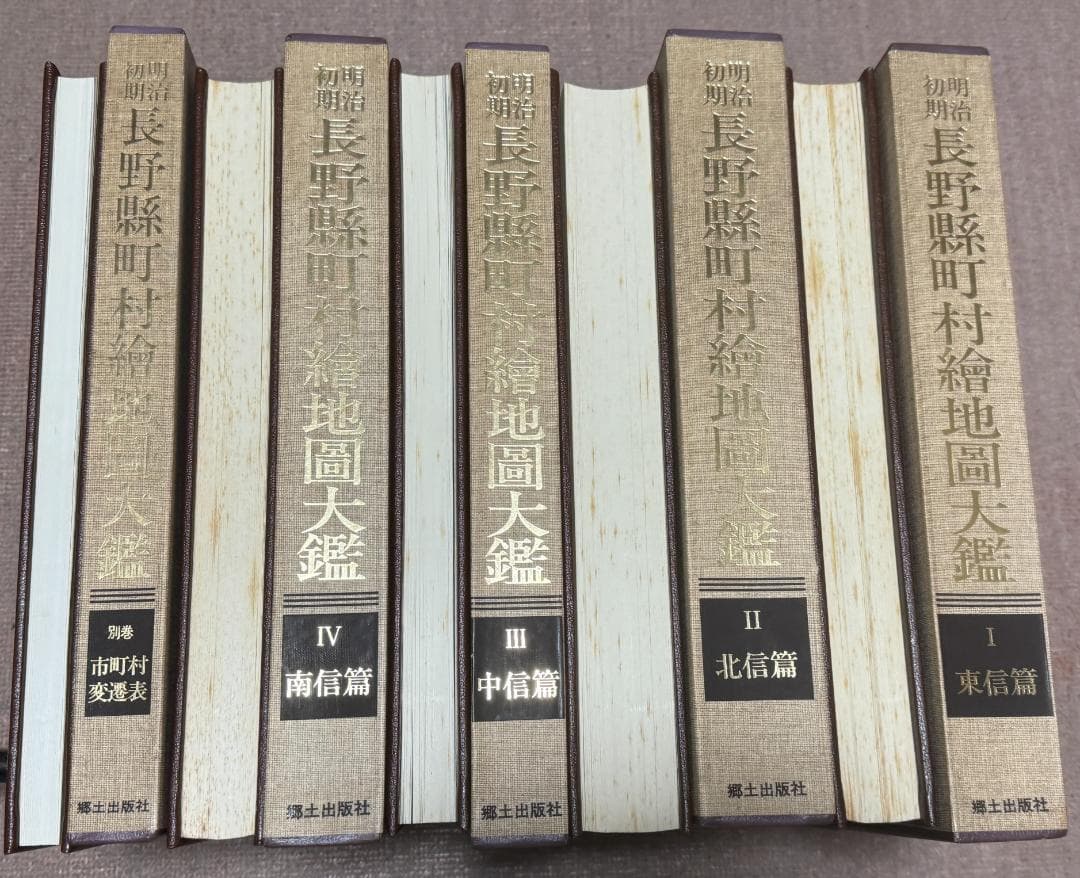 明治
初期
長野縣町村繪地圖大鑑
I
東信篇
郷土出版社
明治
初期
長野縣町村繪地圖大鑑
II
北信篇
郷土出版社
明治
初期
長野縣町村繪地圖大鑑
III
中信篇
郷土出版社
明治
初期
長野縣町村繪地圖大鑑
IV
南信篇
郷土出版社
明治
初期
長野縣町村繪地圖大鑑
別巻
市町村
変遷表
郷土出版社